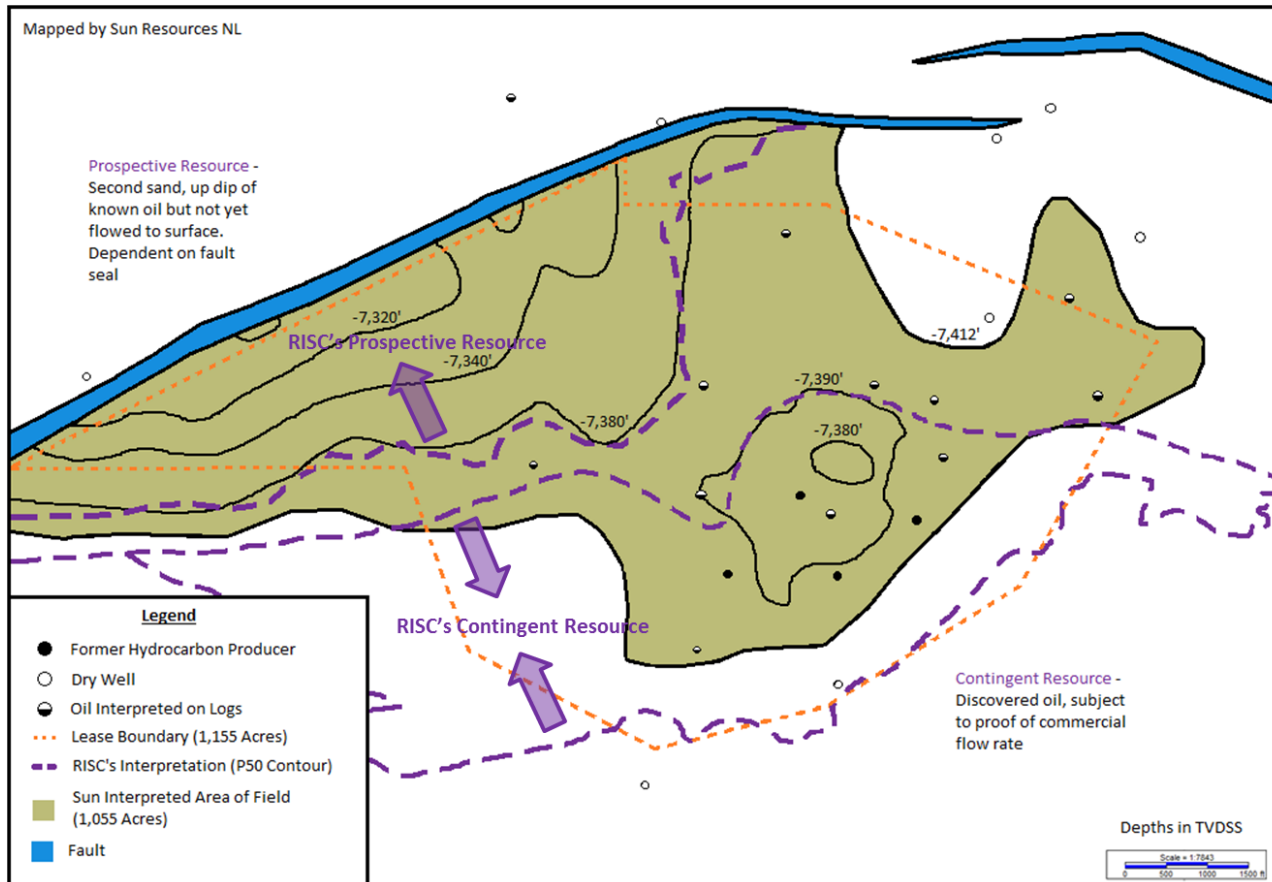 Mapped by Sun Resources NL
Prospective Resource -
Second sand, up dip of
known oil but not yet
flowed to surface.
Dependent on fault
seal
-7,320'
RISC's Prospective Resource
-7,340'
-7,380'
-7,412'
-7,390'
-7,380'
RISC's Contingent Resource
Contingent Resource -
Discovered oil, subject
to proof of commercial
flow rate
Legend
Former Hydrocarbon Producer
Dry Well
Oil Interpreted on Logs
Lease Boundary (1,155 Acres)
RISC's Interpretation (P50 Contour)
Sun Interpreted Area of Field
(1,055 Acres)
Fault
Depths in TVDSS
Scale = 1:7843
0 500 1000 1500 ft